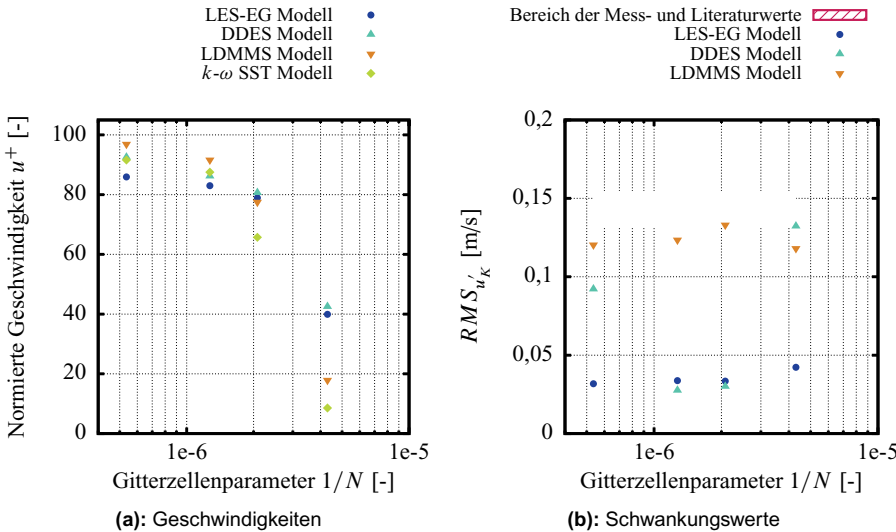 LES-EG Modell
DDES Modell
LDMMS Modell
k-ω SST Modell
Normierte Geschwindigkeit u⁺ [-]
100
80
60
40
20
0
1e-6
1e-5
Gitterzellenparameter 1/N [-]
(a): Geschwindigkeiten
Bereich der Mess- und Literaturwerte
LES-EG Modell
DDES Modell
LDMMS Modell
RMS_{u'_K} [m/s]
0,2
0,15
0,1
0,05
0
1e-6
1e-5
Gitterzellenparameter 1/N [-]
(b): Schwankungswerte